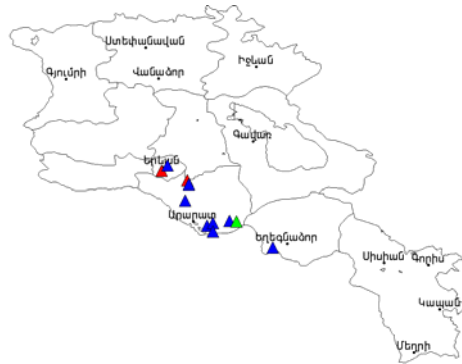 Ստեփանավան
Իջևան
Գյումրի
Վանաձոր
Գավառ
Երևան
Արարատ
Եղեգնաձոր
Սիսիան
Գորիս
Կապան
Մեղրի